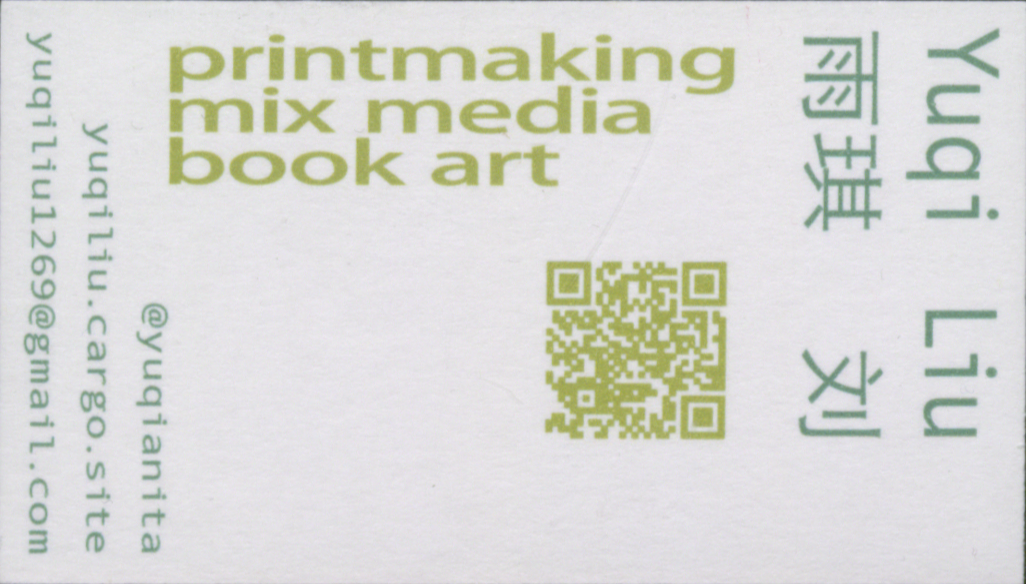 Yuqi Liu
雨琪 刘
printmaking
mix media
book art
@yuqianita
yuqiliu.cargo.site
yuqiliu1269@gmail.com